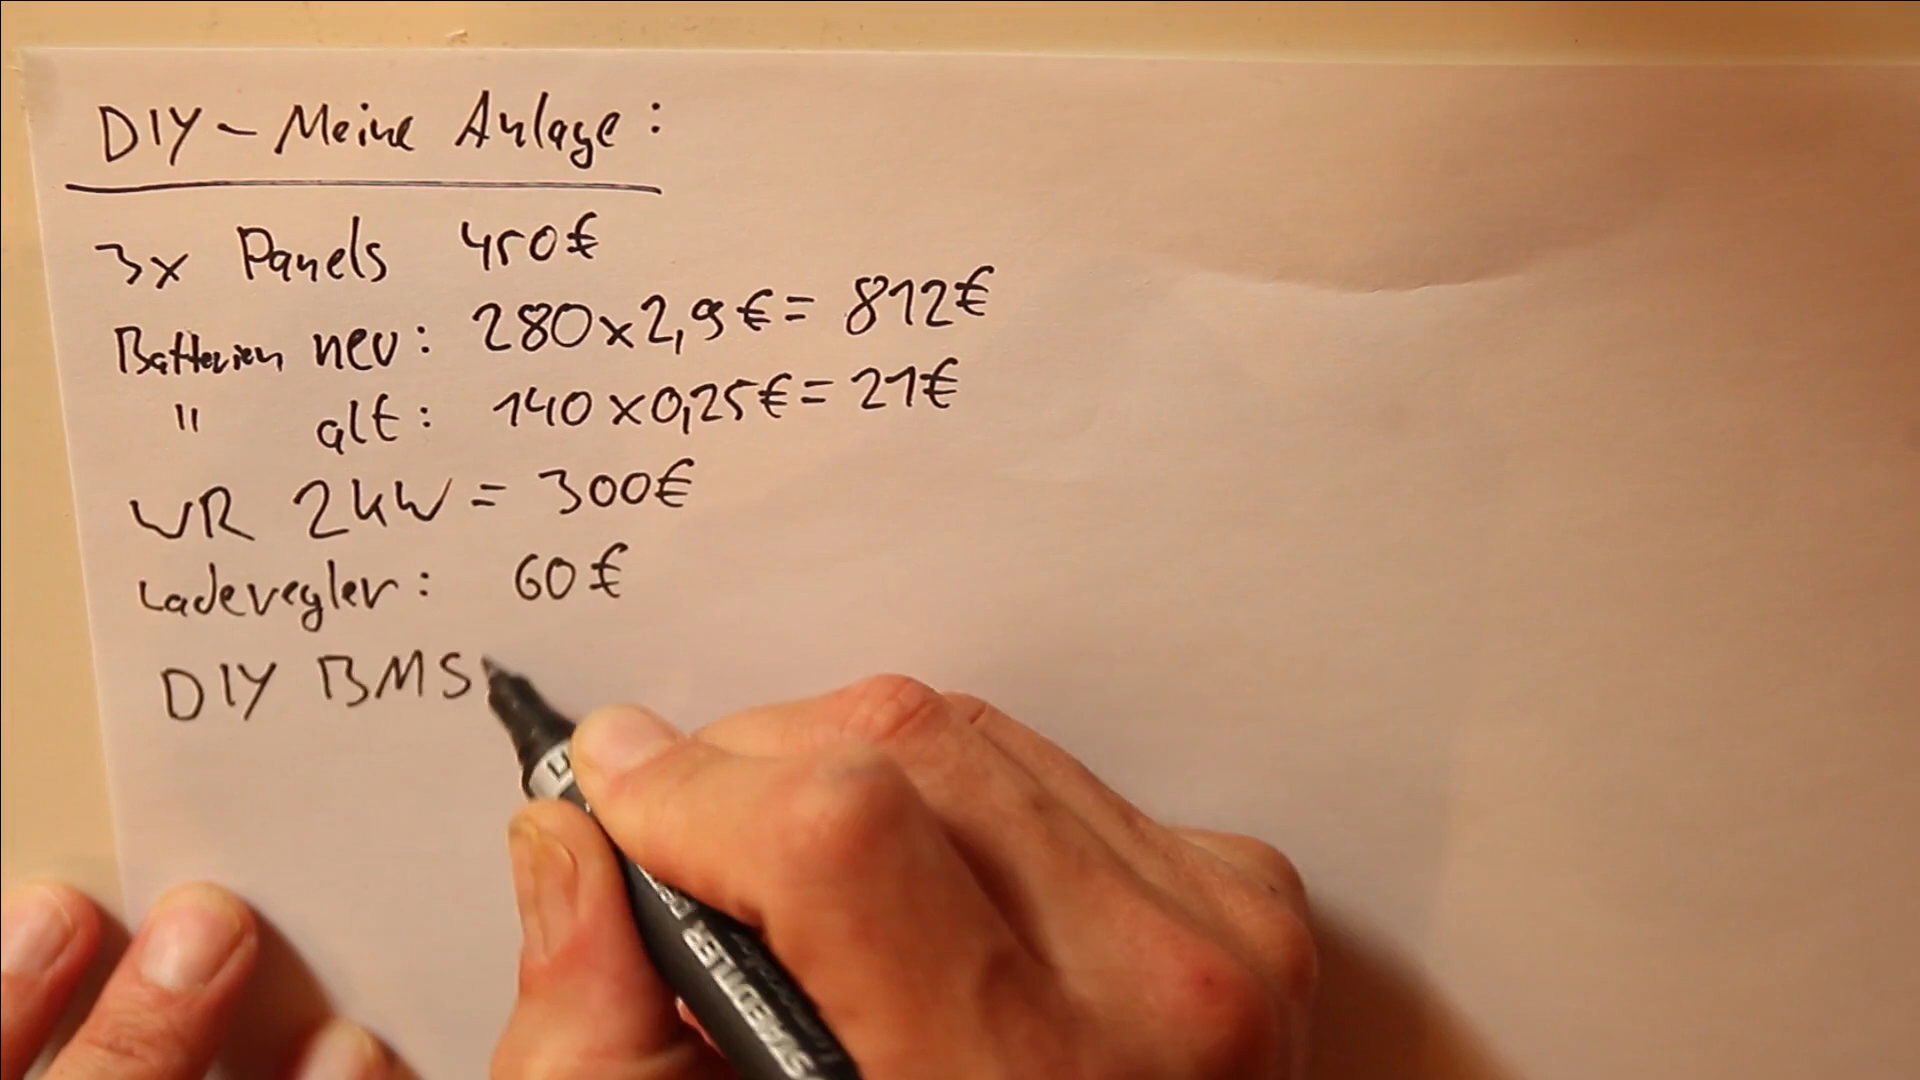 DIY - Meine Anlage:
3x Panels 450€
Batterien neu: 280x2,9€= 812€
" alt: 140x0,25€= 21€
WR 2kW = 300€
Laderegler: 60€
DIY BMS
STAEDTLER